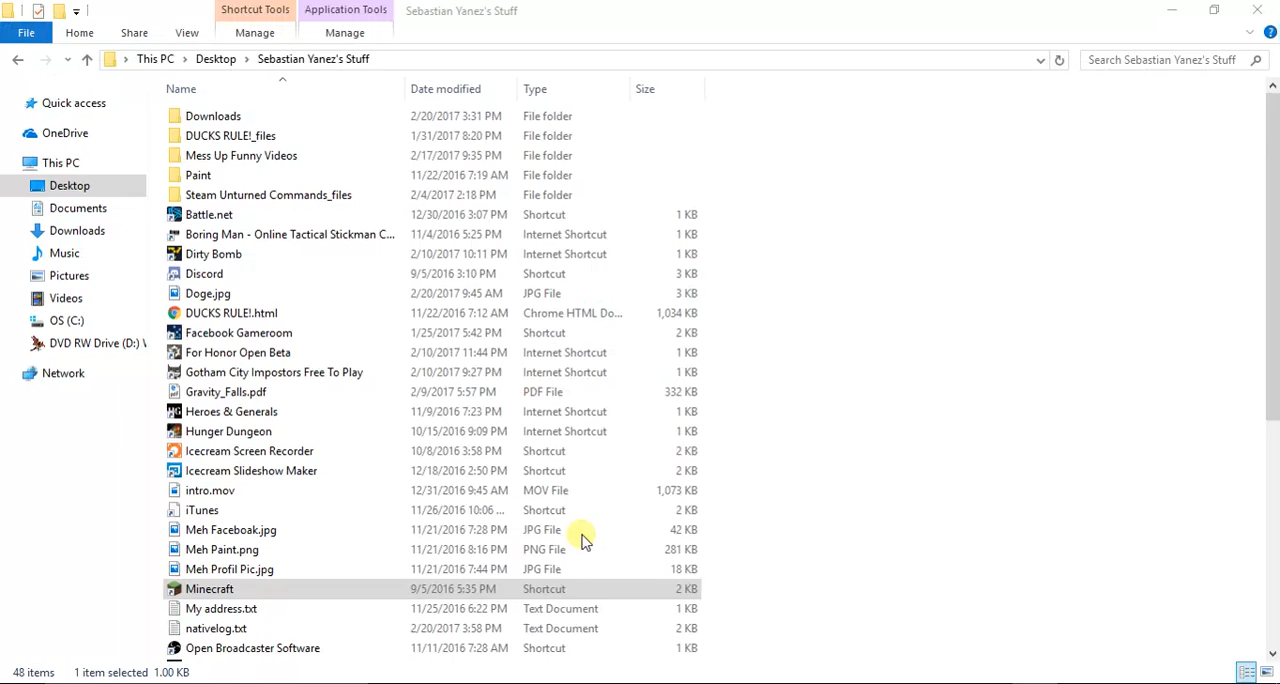 Shortcut Tools Application Tools Sebastian Yanez's Stuff
File Home Share View Manage Manage
This PC Desktop Sebastian Yanez's Stuff Search Sebastian Yanez's Stuff
Quick access
OneDrive
This PC
Desktop
Documents
Downloads
Music
Pictures
Videos
OS (C:)
DVD RW Drive (D:) \
Network
Name Date modified Type Size
Downloads 2/20/2017 3:31 PM File folder
DUCKS RULE!_files 1/31/2017 8:20 PM File folder
Mess Up Funny Videos 2/17/2017 9:35 PM File folder
Paint 11/22/2016 7:19 AM File folder
Steam Unturned Commands_files 2/4/2017 2:18 PM File folder
Battle.net 12/30/2016 3:07 PM Shortcut 1 KB
Boring Man - Online Tactical Stickman C... 11/4/2016 5:25 PM Internet Shortcut 1 KB
Dirty Bomb 2/10/2017 10:11 PM Internet Shortcut 1 KB
Discord 9/5/2016 3:10 PM Shortcut 3 KB
Doge.jpg 2/20/2017 9:45 AM JPG File 3 KB
DUCKS RULE!.html 11/22/2016 7:12 AM Chrome HTML Do... 1,034 KB
Facebook Gameroom 1/25/2017 5:42 PM Shortcut 2 KB
For Honor Open Beta 2/10/2017 11:44 PM Internet Shortcut 1 KB
Gotham City Impostors Free To Play 2/10/2017 9:27 PM Internet Shortcut 1 KB
Gravity_Falls.pdf 2/9/2017 5:57 PM PDF File 332 KB
Heroes & Generals 11/9/2016 7:23 PM Internet Shortcut 1 KB
Hunger Dungeon 10/15/2016 9:09 PM Internet Shortcut 1 KB
Icecream Screen Recorder 10/8/2016 3:58 PM Shortcut 2 KB
Icecream Slideshow Maker 12/18/2016 2:50 PM Shortcut 2 KB
intro.mov 12/31/2016 9:45 AM MOV File 1,073 KB
iTunes 11/26/2016 10:06 ... Shortcut 2 KB
Meh Faceboak.jpg 11/21/2016 7:28 PM JPG File 42 KB
Meh Paint.png 11/21/2016 8:16 PM PNG File 281 KB
Meh Profil Pic.jpg 11/21/2016 7:44 PM JPG File 18 KB
Minecraft 9/5/2016 5:35 PM Shortcut 2 KB
My address.txt 11/25/2016 6:22 PM Text Document 1 KB
nativelog.txt 2/20/2017 3:58 PM Text Document 2 KB
Open Broadcaster Software 11/11/2016 7:28 AM Shortcut 1 KB
48 items 1 item selected 1.00 KB